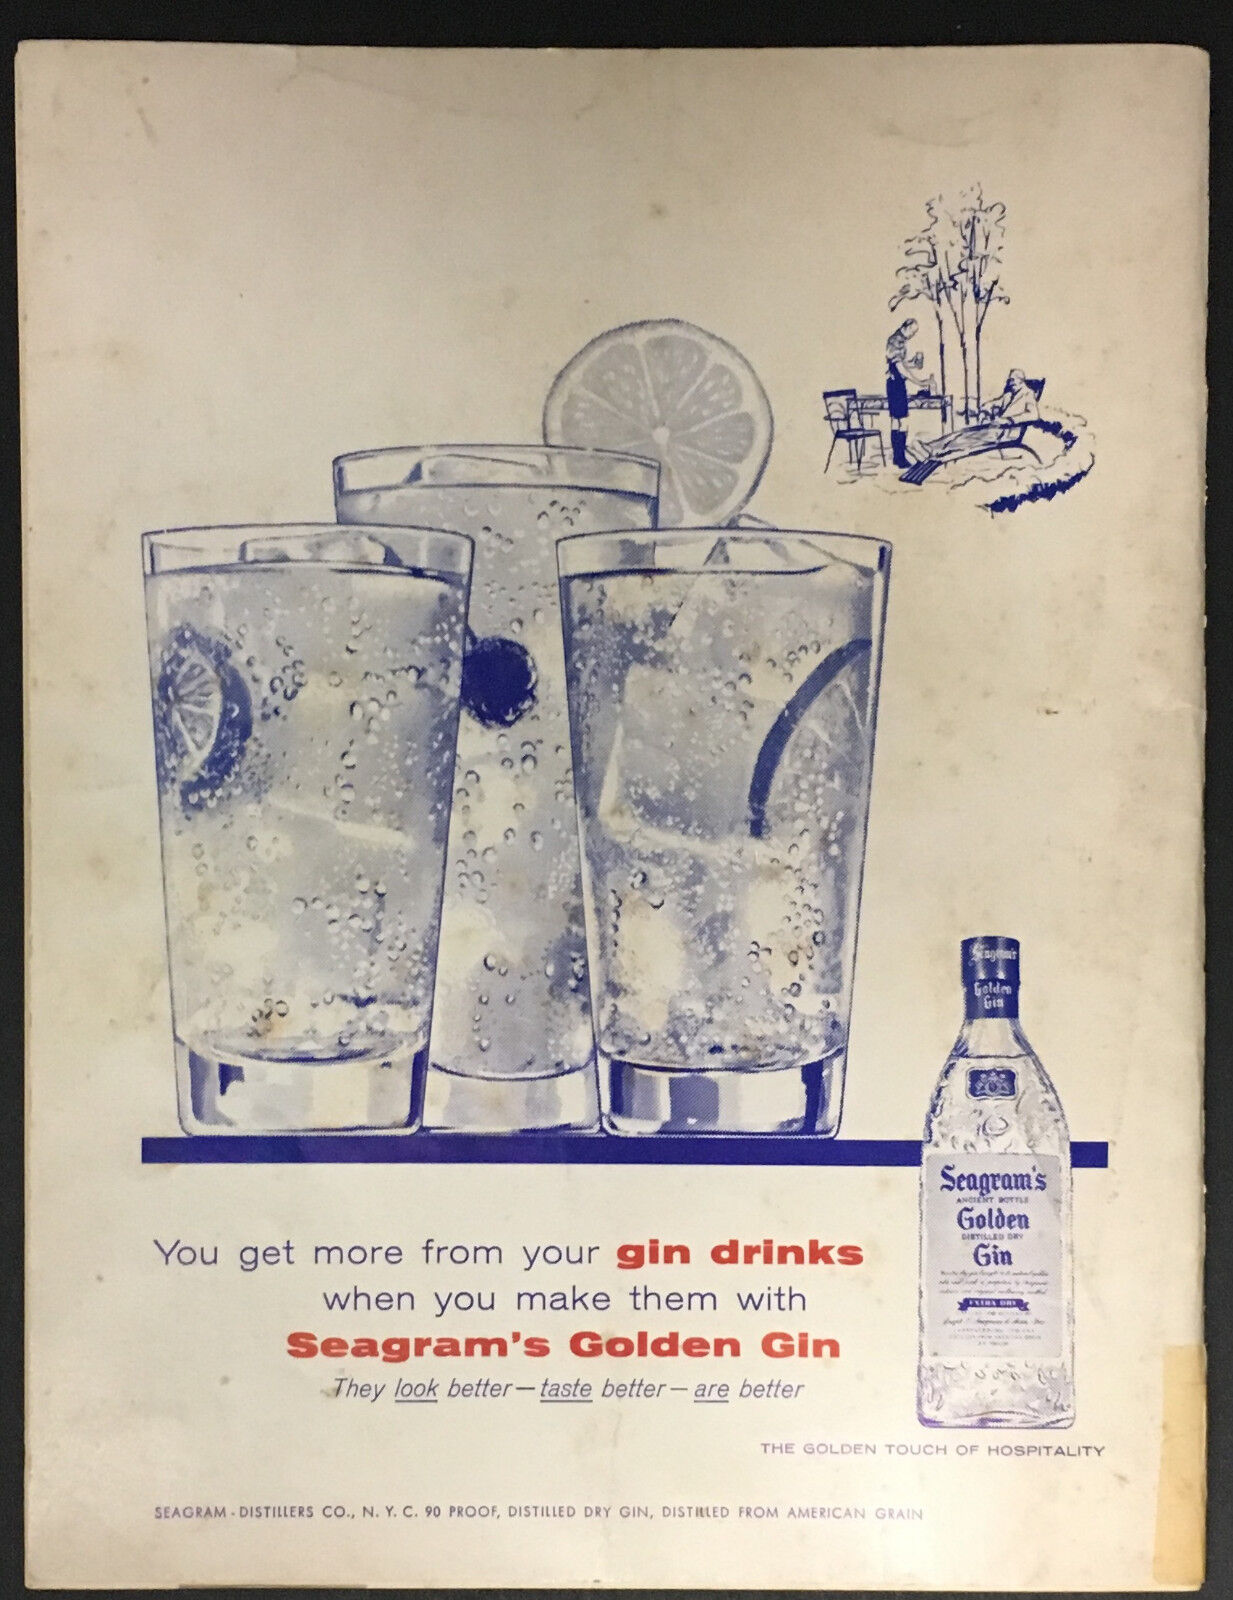 Seagram's
Golden
Gin
Seagram's
ANCIENT BOTTLE
Golden
DISTILLED DRY
Gin
EXTRA DRY
You get more from your gin drinks
when you make them with
Seagram's Golden Gin
They look better—taste better—are better
THE GOLDEN TOUCH OF HOSPITALITY
SEAGRAM-DISTILLERS CO., N. Y. C. 90 PROOF, DISTILLED DRY GIN, DISTILLED FROM AMERICAN GRAIN